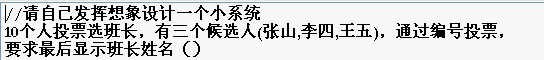 //请自己发挥想象设计一个小系统
10个人投票选班长，有三个候选人(张山,李四,王五)，通过编号投票，
要求最后显示班长姓名（）